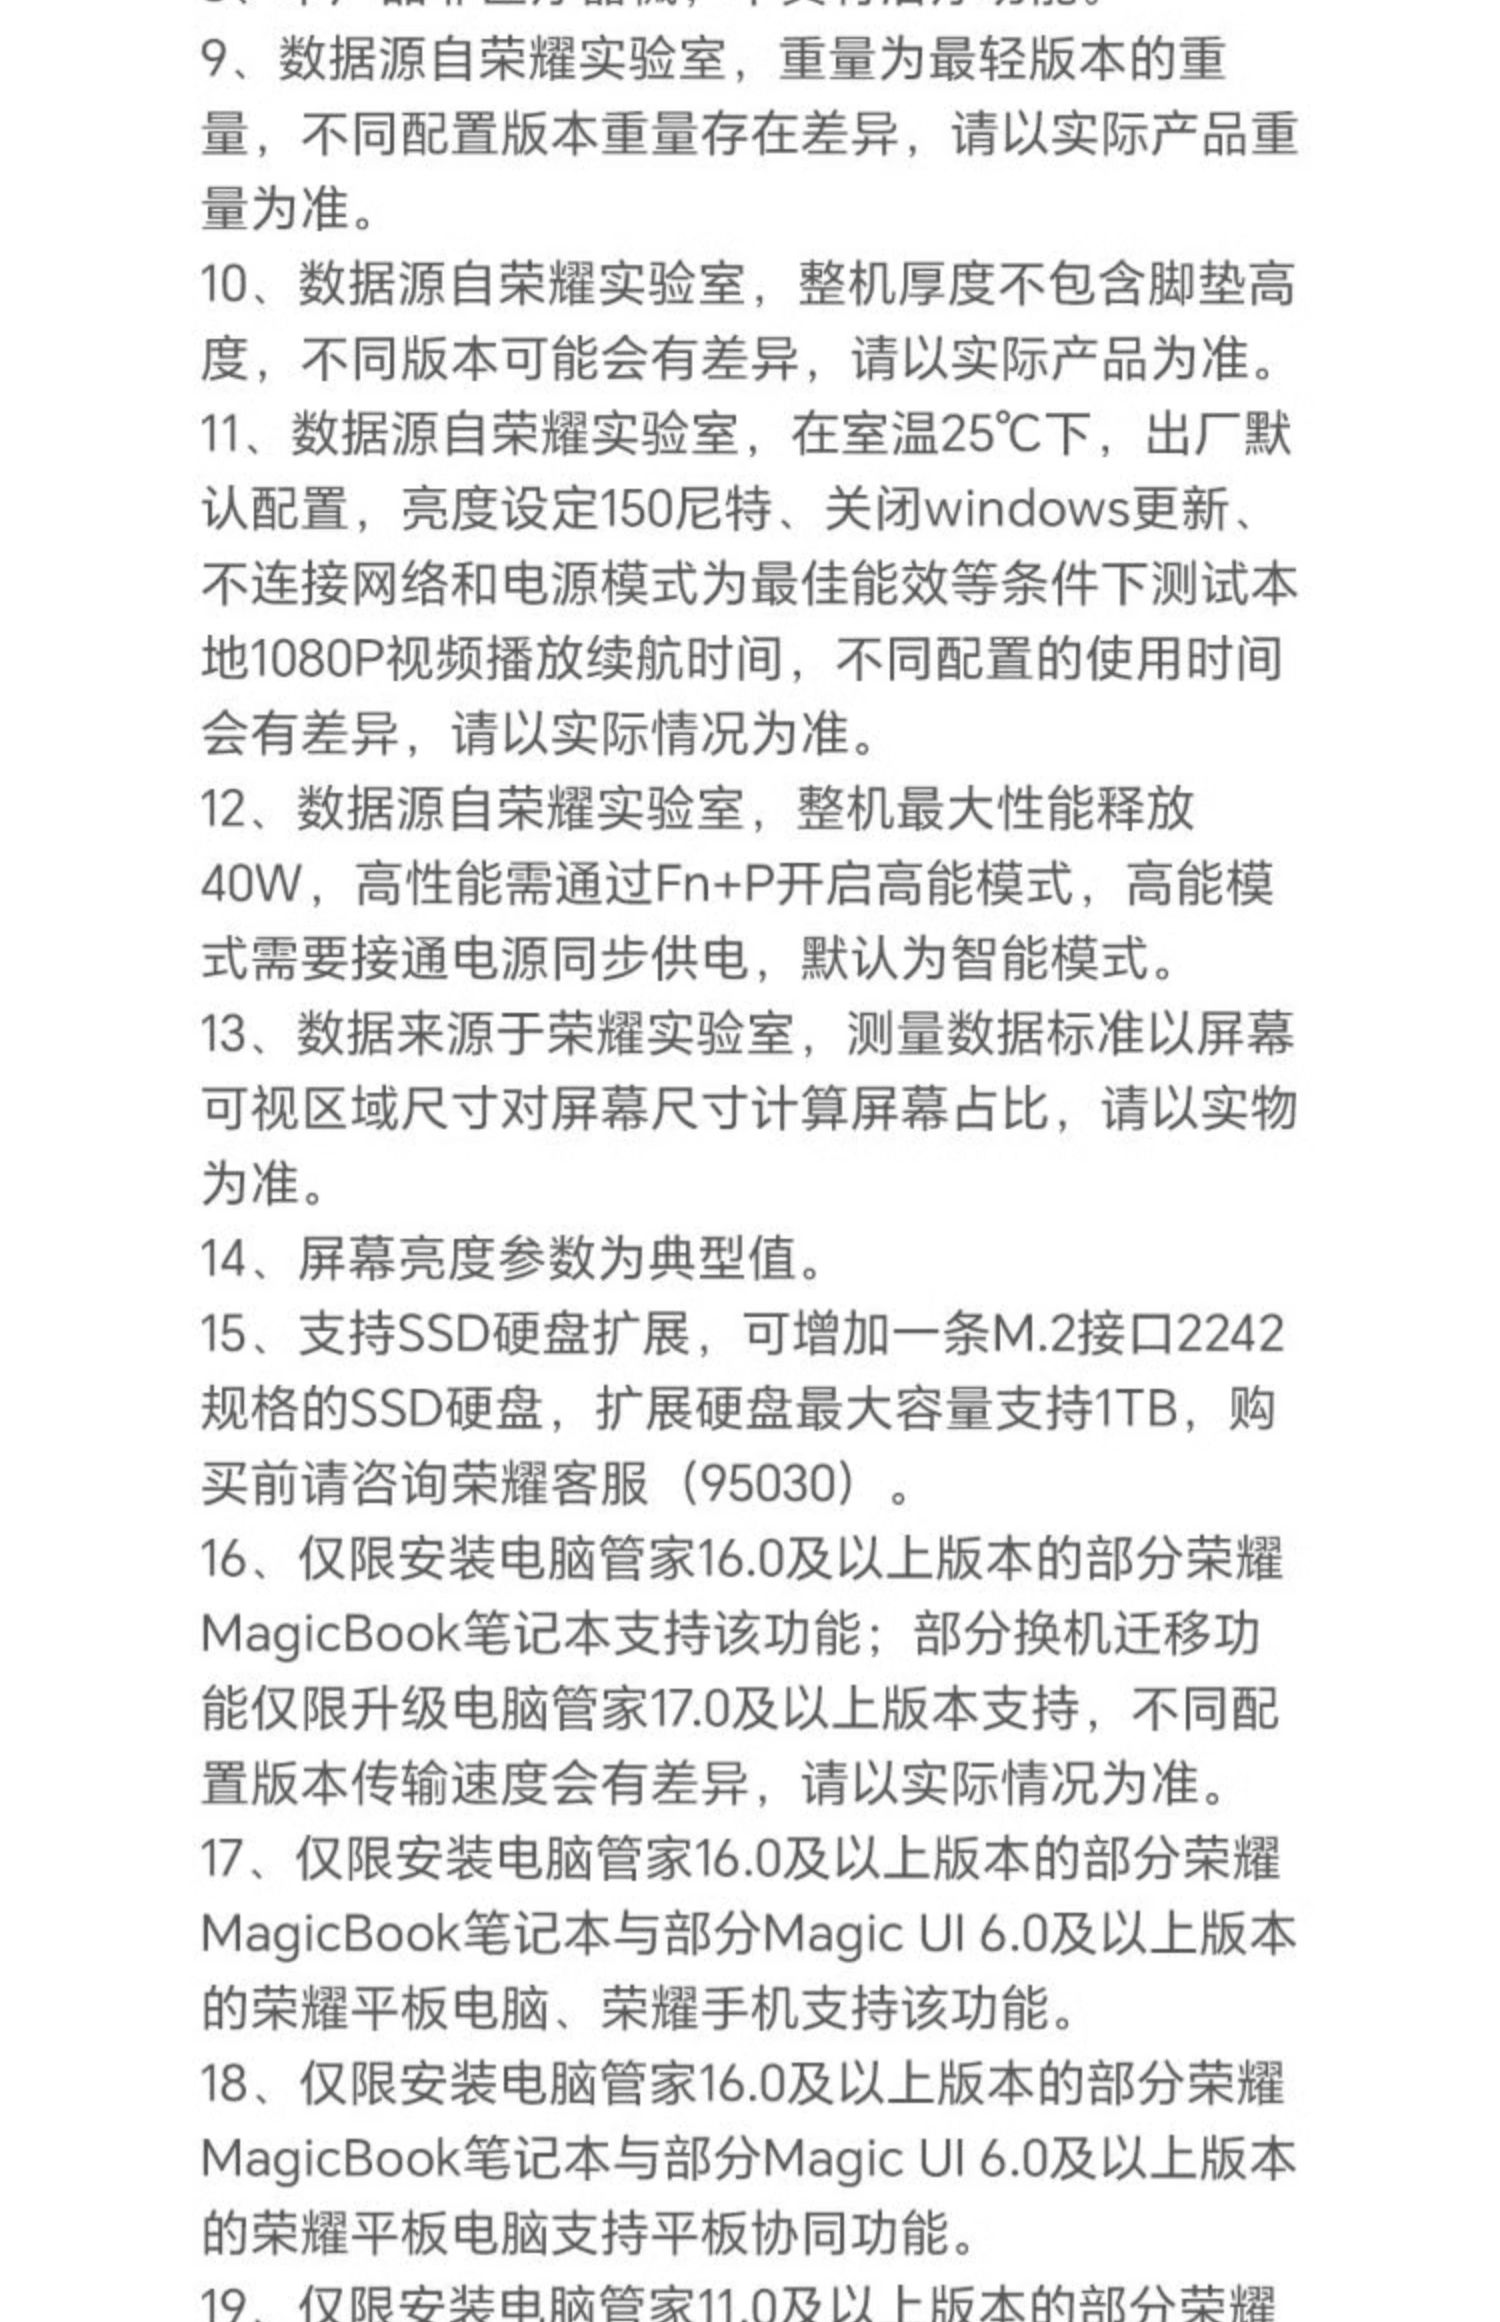 9、数据源自荣耀实验室，重量为最轻版本的重
量，不同配置版本重量存在差异，请以实际产品重
量为准。
10、数据源自荣耀实验室，整机厚度不包含脚垫高
度，不同版本可能会有差异，请以实际产品为准。
11、数据源自荣耀实验室，在室温25℃下，出厂默
认配置，亮度设定150尼特、关闭windows更新、
不连接网络和电源模式为最佳能效等条件下测试本
地1080P视频播放续航时间，不同配置的使用时间
会有差异，请以实际情况为准。
12、数据源自荣耀实验室，整机最大性能释放
40W，高性能需通过Fn+P开启高能模式，高能模
式需要接通电源同步供电，默认为智能模式。
13、数据来源于荣耀实验室，测量数据标准以屏幕
可视区域尺寸对屏幕尺寸计算屏幕占比，请以实物
为准。
14、屏幕亮度参数为典型值。
15、支持SSD硬盘扩展，可增加一条M.2接口2242
规格的SSD硬盘，扩展硬盘最大容量支持1TB，购
买前请咨询荣耀客服（95030）。
16、仅限安装电脑管家16.0及以上版本的部分荣耀
MagicBook笔记本支持该功能；部分换机迁移功
能仅限升级电脑管家17.0及以上版本支持，不同配
置版本传输速度会有差异，请以实际情况为准。
17、仅限安装电脑管家16.0及以上版本的部分荣耀
MagicBook笔记本与部分Magic UI 6.0及以上版本
的荣耀平板电脑、荣耀手机支持该功能。
18、仅限安装电脑管家16.0及以上版本的部分荣耀
MagicBook笔记本与部分Magic UI 6.0及以上版本
的荣耀平板电脑支持平板协同功能。
19、仅限安装电脑管家11.0及以上版本的部分荣耀